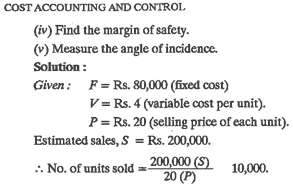 COST ACCOUNTING AND CONTROL
(iv) Find the margin of safety.
(v) Measure the angle of incidence.
Solution :
Given : F = Rs. 80,000 (fixed cost)
V = Rs. 4 (variable cost per unit).
P = Rs. 20 (selling price of each unit).
Estimated sales, S = Rs. 200,000.
∴ No. of units sold = 200,000 (S) / 20 (P) 10,000.